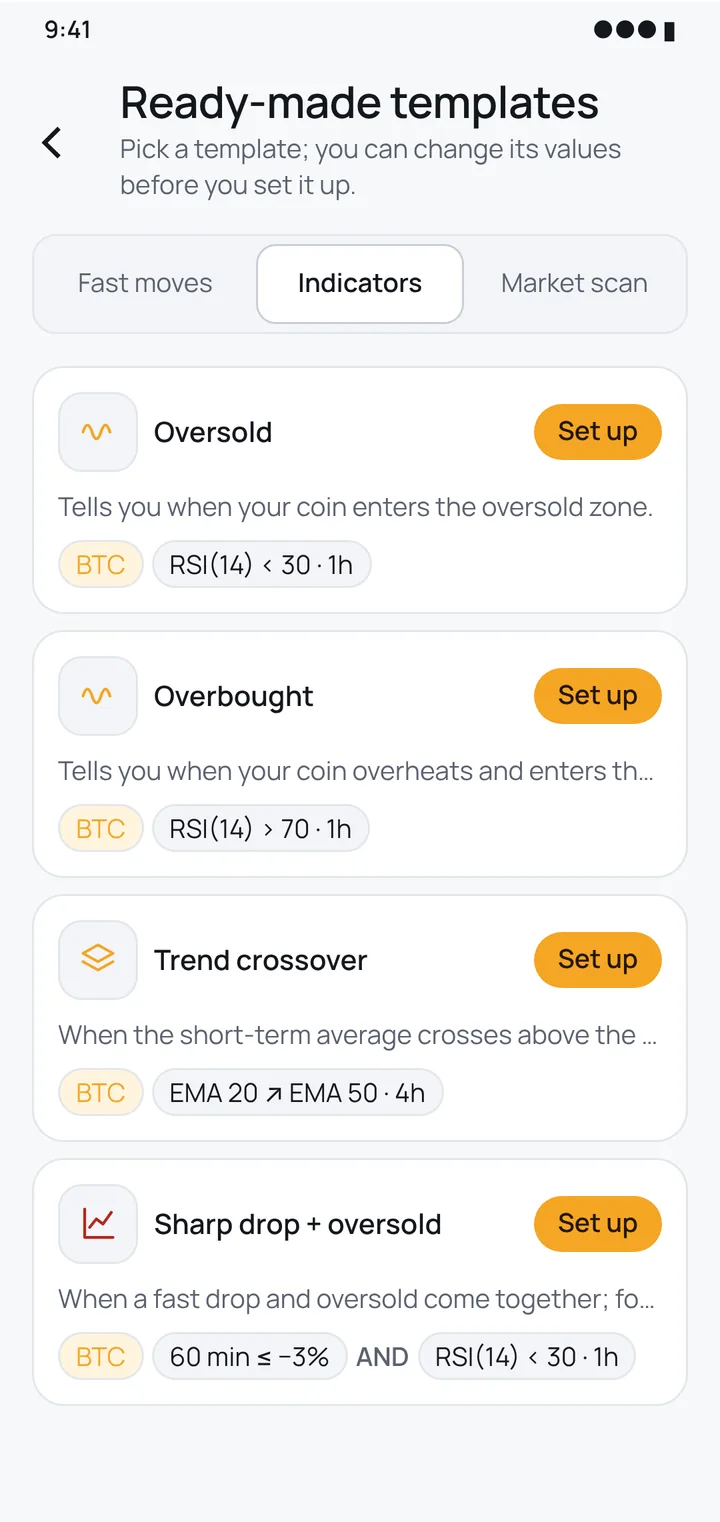 9:41
Ready-made templates
Pick a template; you can change its values
before you set it up.
Fast moves Indicators Market scan
Oversold Set up
Tells you when your coin enters the oversold zone.
BTC RSI(14) < 30 · 1h
Overbought Set up
Tells you when your coin overheats and enters th...
BTC RSI(14) > 70 · 1h
Trend crossover Set up
When the short-term average crosses above the ...
BTC EMA 20 ↗ EMA 50 · 4h
Sharp drop + oversold Set up
When a fast drop and oversold come together; fo...
BTC 60 min ≤ −3% AND RSI(14) < 30 · 1h